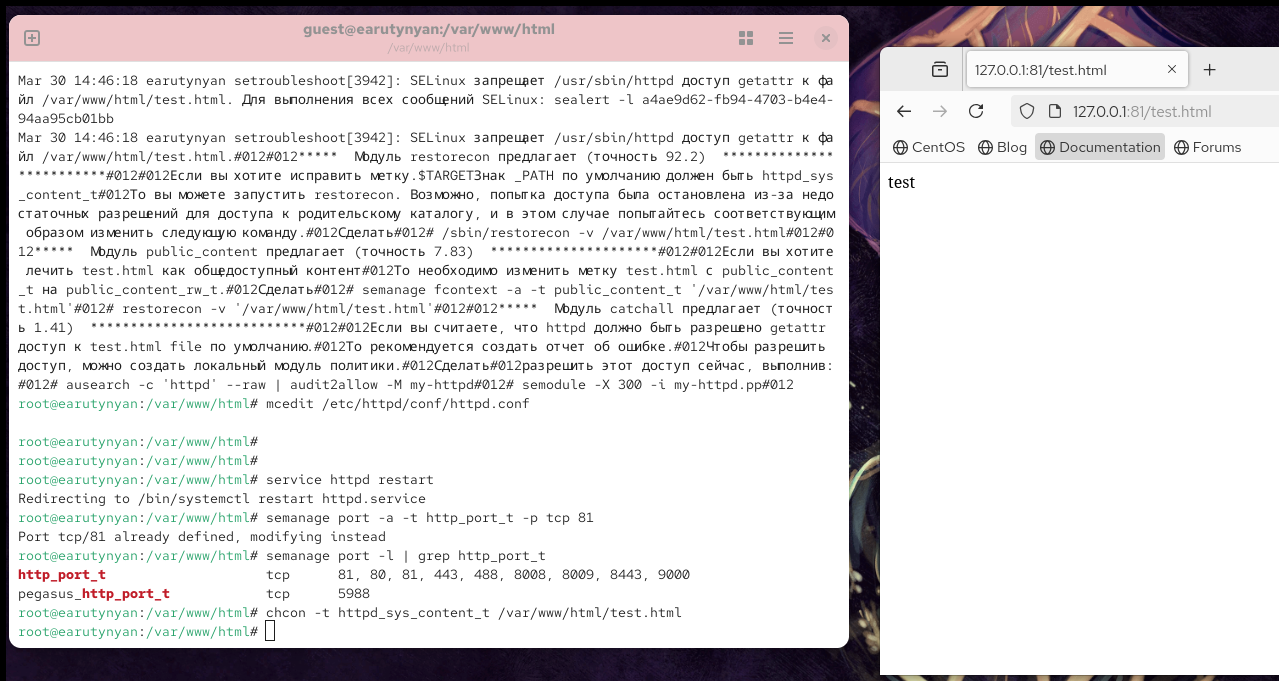 guest@earutynyan:/var/www/html
/var/www/html
Mar 30 14:46:18 earutynyan setroubleshoot[3942]: SELinux запрещает /usr/sbin/httpd доступ getattr к фа
йл /var/www/html/test.html. Для выполнения всех сообщений SELinux: sealert -l a4ae9d62-fb94-4703-b4e4-
94aa95cb01bb
Mar 30 14:46:18 earutynyan setroubleshoot[3942]: SELinux запрещает /usr/sbin/httpd доступ getattr к фа
йл /var/www/html/test.html.#012#012*****  Модуль restorecon предлагает (точность 92.2)  **************
***********#012#012Если вы хотите исправить метку.$TARGETЗнак _PATH по умолчанию должен быть httpd_sys
_content_t#012То вы можете запустить restorecon. Возможно, попытка доступа была остановлена из-за недо
статочных разрешений для доступа к родительскому каталогу, и в этом случае попытайтесь соответствующим
 образом изменить следующую команду.#012Сделать#012# /sbin/restorecon -v /var/www/html/test.html#012#0
12*****  Модуль public_content предлагает (точность 7.83)  *********************#012#012Если вы хотите
 лечить test.html как общедоступный контент#012То необходимо изменить метку test.html с public_content
_t на public_content_rw_t.#012Сделать#012# semanage fcontext -a -t public_content_t '/var/www/html/tes
t.html'#012# restorecon -v '/var/www/html/test.html'#012#012*****  Модуль catchall предлагает (точност
ь 1.41)  ***************************#012#012Если вы считаете, что httpd должно быть разрешено getattr
доступ к test.html file по умолчанию.#012То рекомендуется создать отчет об ошибке.#012Чтобы разрешить
доступ, можно создать локальный модуль политики.#012Сделать#012разрешить этот доступ сейчас, выполнив:
#012# ausearch -c 'httpd' --raw | audit2allow -M my-httpd#012# semodule -X 300 -i my-httpd.pp#012
root@earutynyan:/var/www/html# mcedit /etc/httpd/conf/httpd.conf
root@earutynyan:/var/www/html#
root@earutynyan:/var/www/html#
root@earutynyan:/var/www/html# service httpd restart
Redirecting to /bin/systemctl restart httpd.service
root@earutynyan:/var/www/html# semanage port -a -t http_port_t -p tcp 81
Port tcp/81 already defined, modifying instead
root@earutynyan:/var/www/html# semanage port -l | grep http_port_t
http_port_t                    tcp      81, 80, 81, 443, 488, 8008, 8009, 8443, 9000
pegasus_http_port_t            tcp      5988
root@earutynyan:/var/www/html# chcon -t httpd_sys_content_t /var/www/html/test.html
root@earutynyan:/var/www/html#
127.0.0.1:81/test.html
127.0.0.1:81/test.html
CentOS Blog Documentation Forums
test